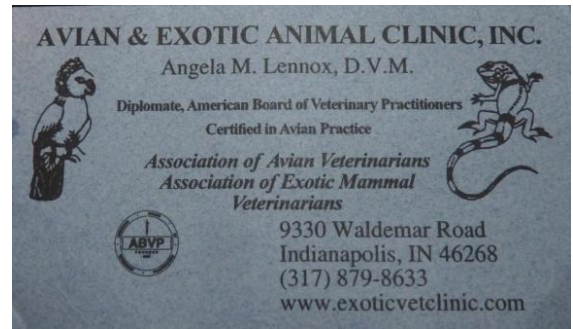 AVIAN & EXOTIC ANIMAL CLINIC, INC.
Angela M. Lennox, D.V.M.
Diplomate, American Board of Veterinary Practitioners
Certified in Avian Practice
Association of Avian Veterinarians
Association of Exotic Mammal
Veterinarians
ABVP
9330 Waldemar Road
Indianapolis, IN 46268
(317) 879-8633
www.exoticvetclinic.com